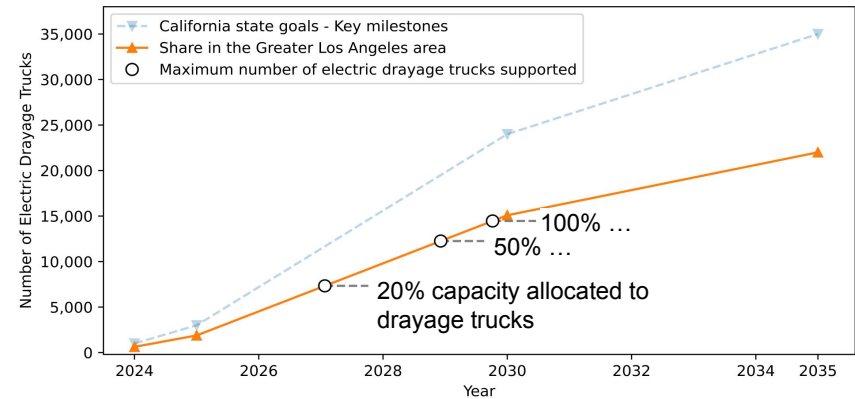 California state goals - Key milestones
Share in the Greater Los Angeles area
Maximum number of electric drayage trucks supported
Number of Electric Drayage Trucks
35,000
30,000
25,000
20,000
15,000
10,000
5,000
0
100% …
50% …
20% capacity allocated to
drayage trucks
2024
2026
2028
2030
2032
2034
2035
Year